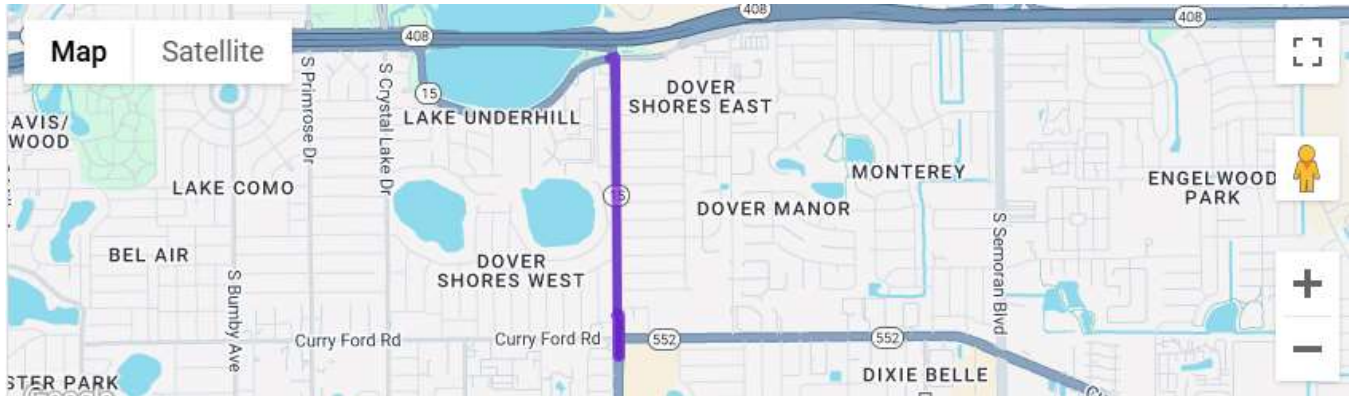 408
408
408
Map
Satellite
S Primrose Dr
S Crystal Lake Dr
15
DOVER
SHORES EAST
LAKE UNDERHILL
AVIS/
WOOD
LAKE COMO
MONTEREY
ENGELWOOD
PARK
15
DOVER MANOR
BEL AIR
DOVER
SHORES WEST
S Bumby Ave
S Semoran Blvd
Curry Ford Rd
Curry Ford Rd
552
552
DIXIE BELLE
STER PARK
Google